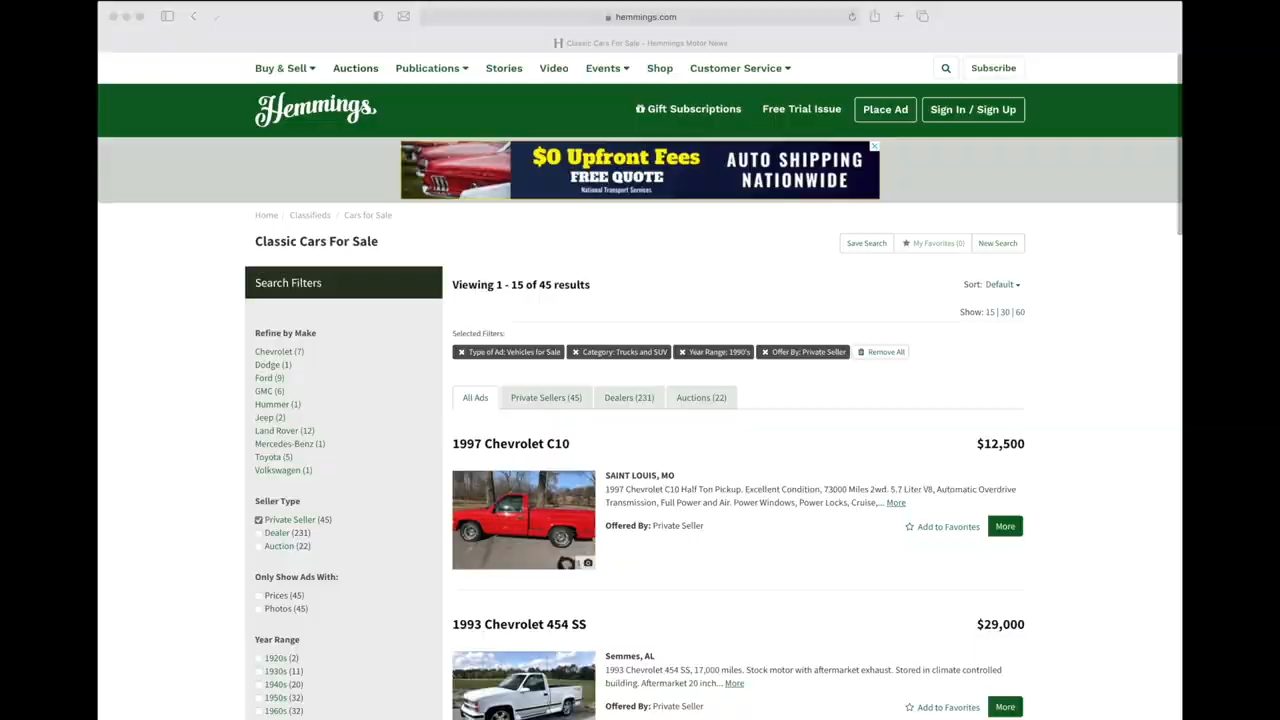 hemmings.com
Classic Cars For Sale - Hemmings Motor News
Buy & Sell Auctions Publications Stories Video Events Shop Customer Service Subscribe
Hemmings. Gift Subscriptions Free Trial Issue Place Ad Sign In / Sign Up
$0 Upfront Fees
FREE QUOTE
National Transport Services
AUTO SHIPPING
NATIONWIDE
Home / Classifieds / Cars for Sale
Classic Cars For Sale
Save Search My Favorites (0) New Search
Search Filters
Refine by Make
Chevrolet (7)
Dodge (1)
Ford (9)
GMC (6)
Hummer (1)
Jeep (2)
Land Rover (12)
Mercedes-Benz (1)
Toyota (5)
Volkswagen (1)
Seller Type
Private Seller (45)
Dealer (231)
Auction (22)
Only Show Ads With:
Prices (45)
Photos (45)
Year Range
1920s (2)
1930s (11)
1940s (20)
1950s (32)
1960s (32)
Viewing 1 - 15 of 45 results
Sort: Default
Show: 15 | 30 | 60
Selected Filters:
Type of Ad: Vehicles for Sale Category: Trucks and SUV Year Range: 1990's Offer By: Private Seller Remove All
All Ads Private Sellers (45) Dealers (231) Auctions (22)
1997 Chevrolet C10 $12,500
SAINT LOUIS, MO
1997 Chevrolet C10 Half Ton Pickup. Excellent Condition, 73000 Miles 2wd. 5.7 Liter V8, Automatic Overdrive
Transmission, Full Power and Air. Power Windows, Power Locks, Cruise,... More
Offered By: Private Seller Add to Favorites More
1993 Chevrolet 454 SS $29,000
Semmes, AL
1993 Chevrolet 454 SS, 17,000 miles. Stock motor with aftermarket exhaust. Stored in climate controlled
building. Aftermarket 20 inch... More
Offered By: Private Seller Add to Favorites More